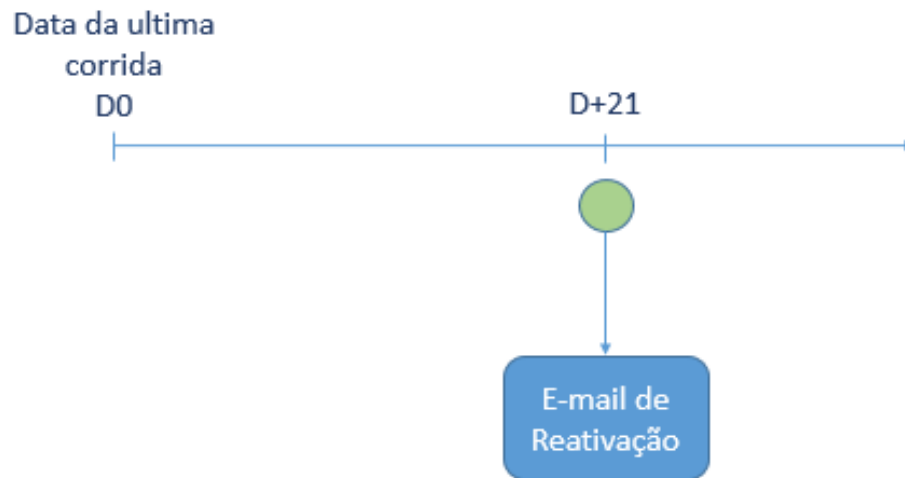 Data da ultima
corrida
D0
D+21
E-mail de
Reativação